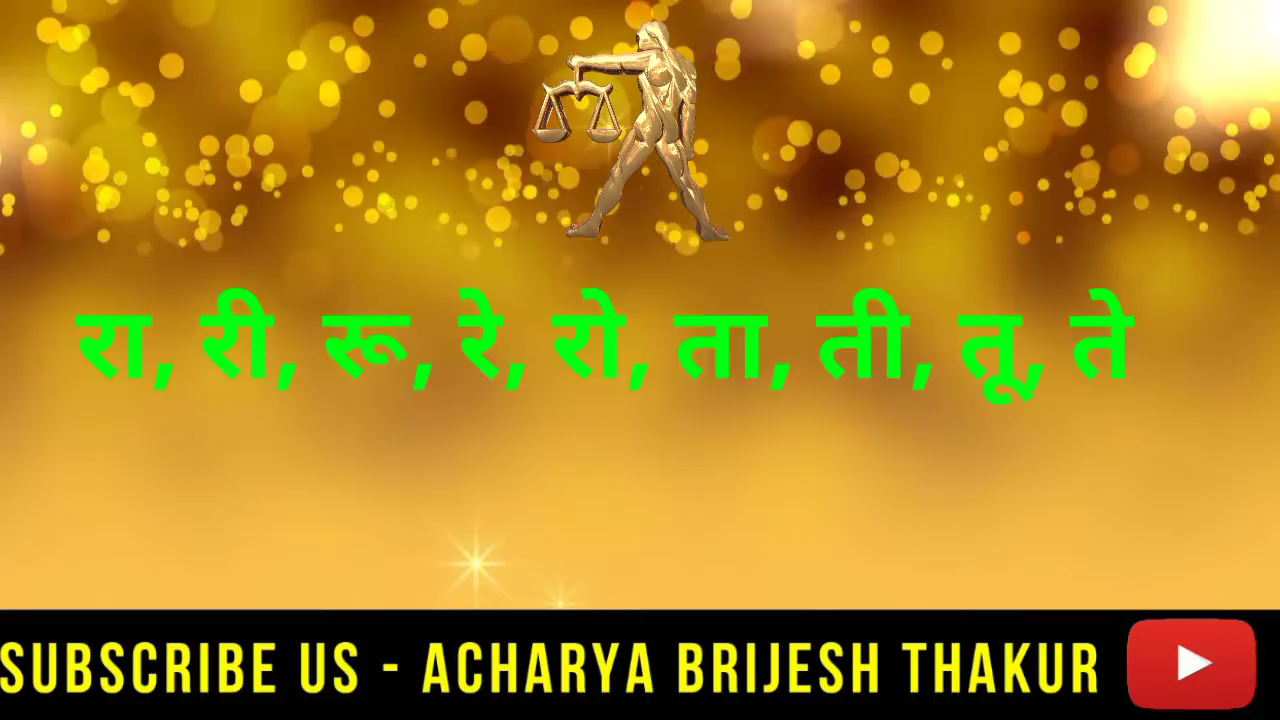 रा, री, रू, रे, रो, ता, ती, तू, ते
SUBSCRIBE US - ACHARYA BRIJESH THAKUR